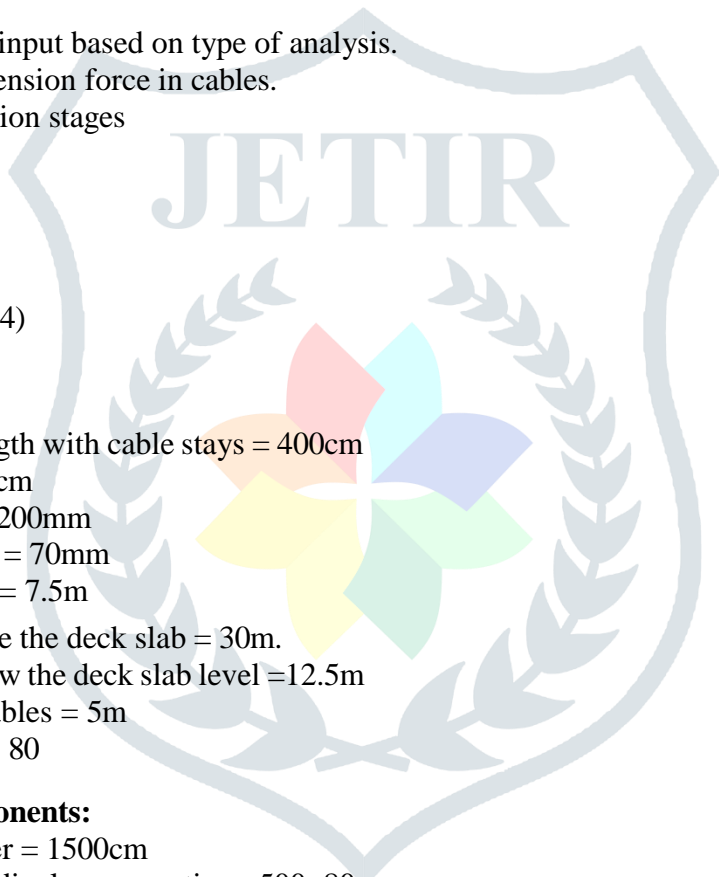 input based on type of analysis.
ension force in cables.
ion stages
JETIR
4)
gth with cable stays = 400cm
cm
200mm
= 70mm
= 7.5m
e the deck slab = 30m.
w the deck slab level =12.5m
ables = 5m
80
onents:
er = 1500cm